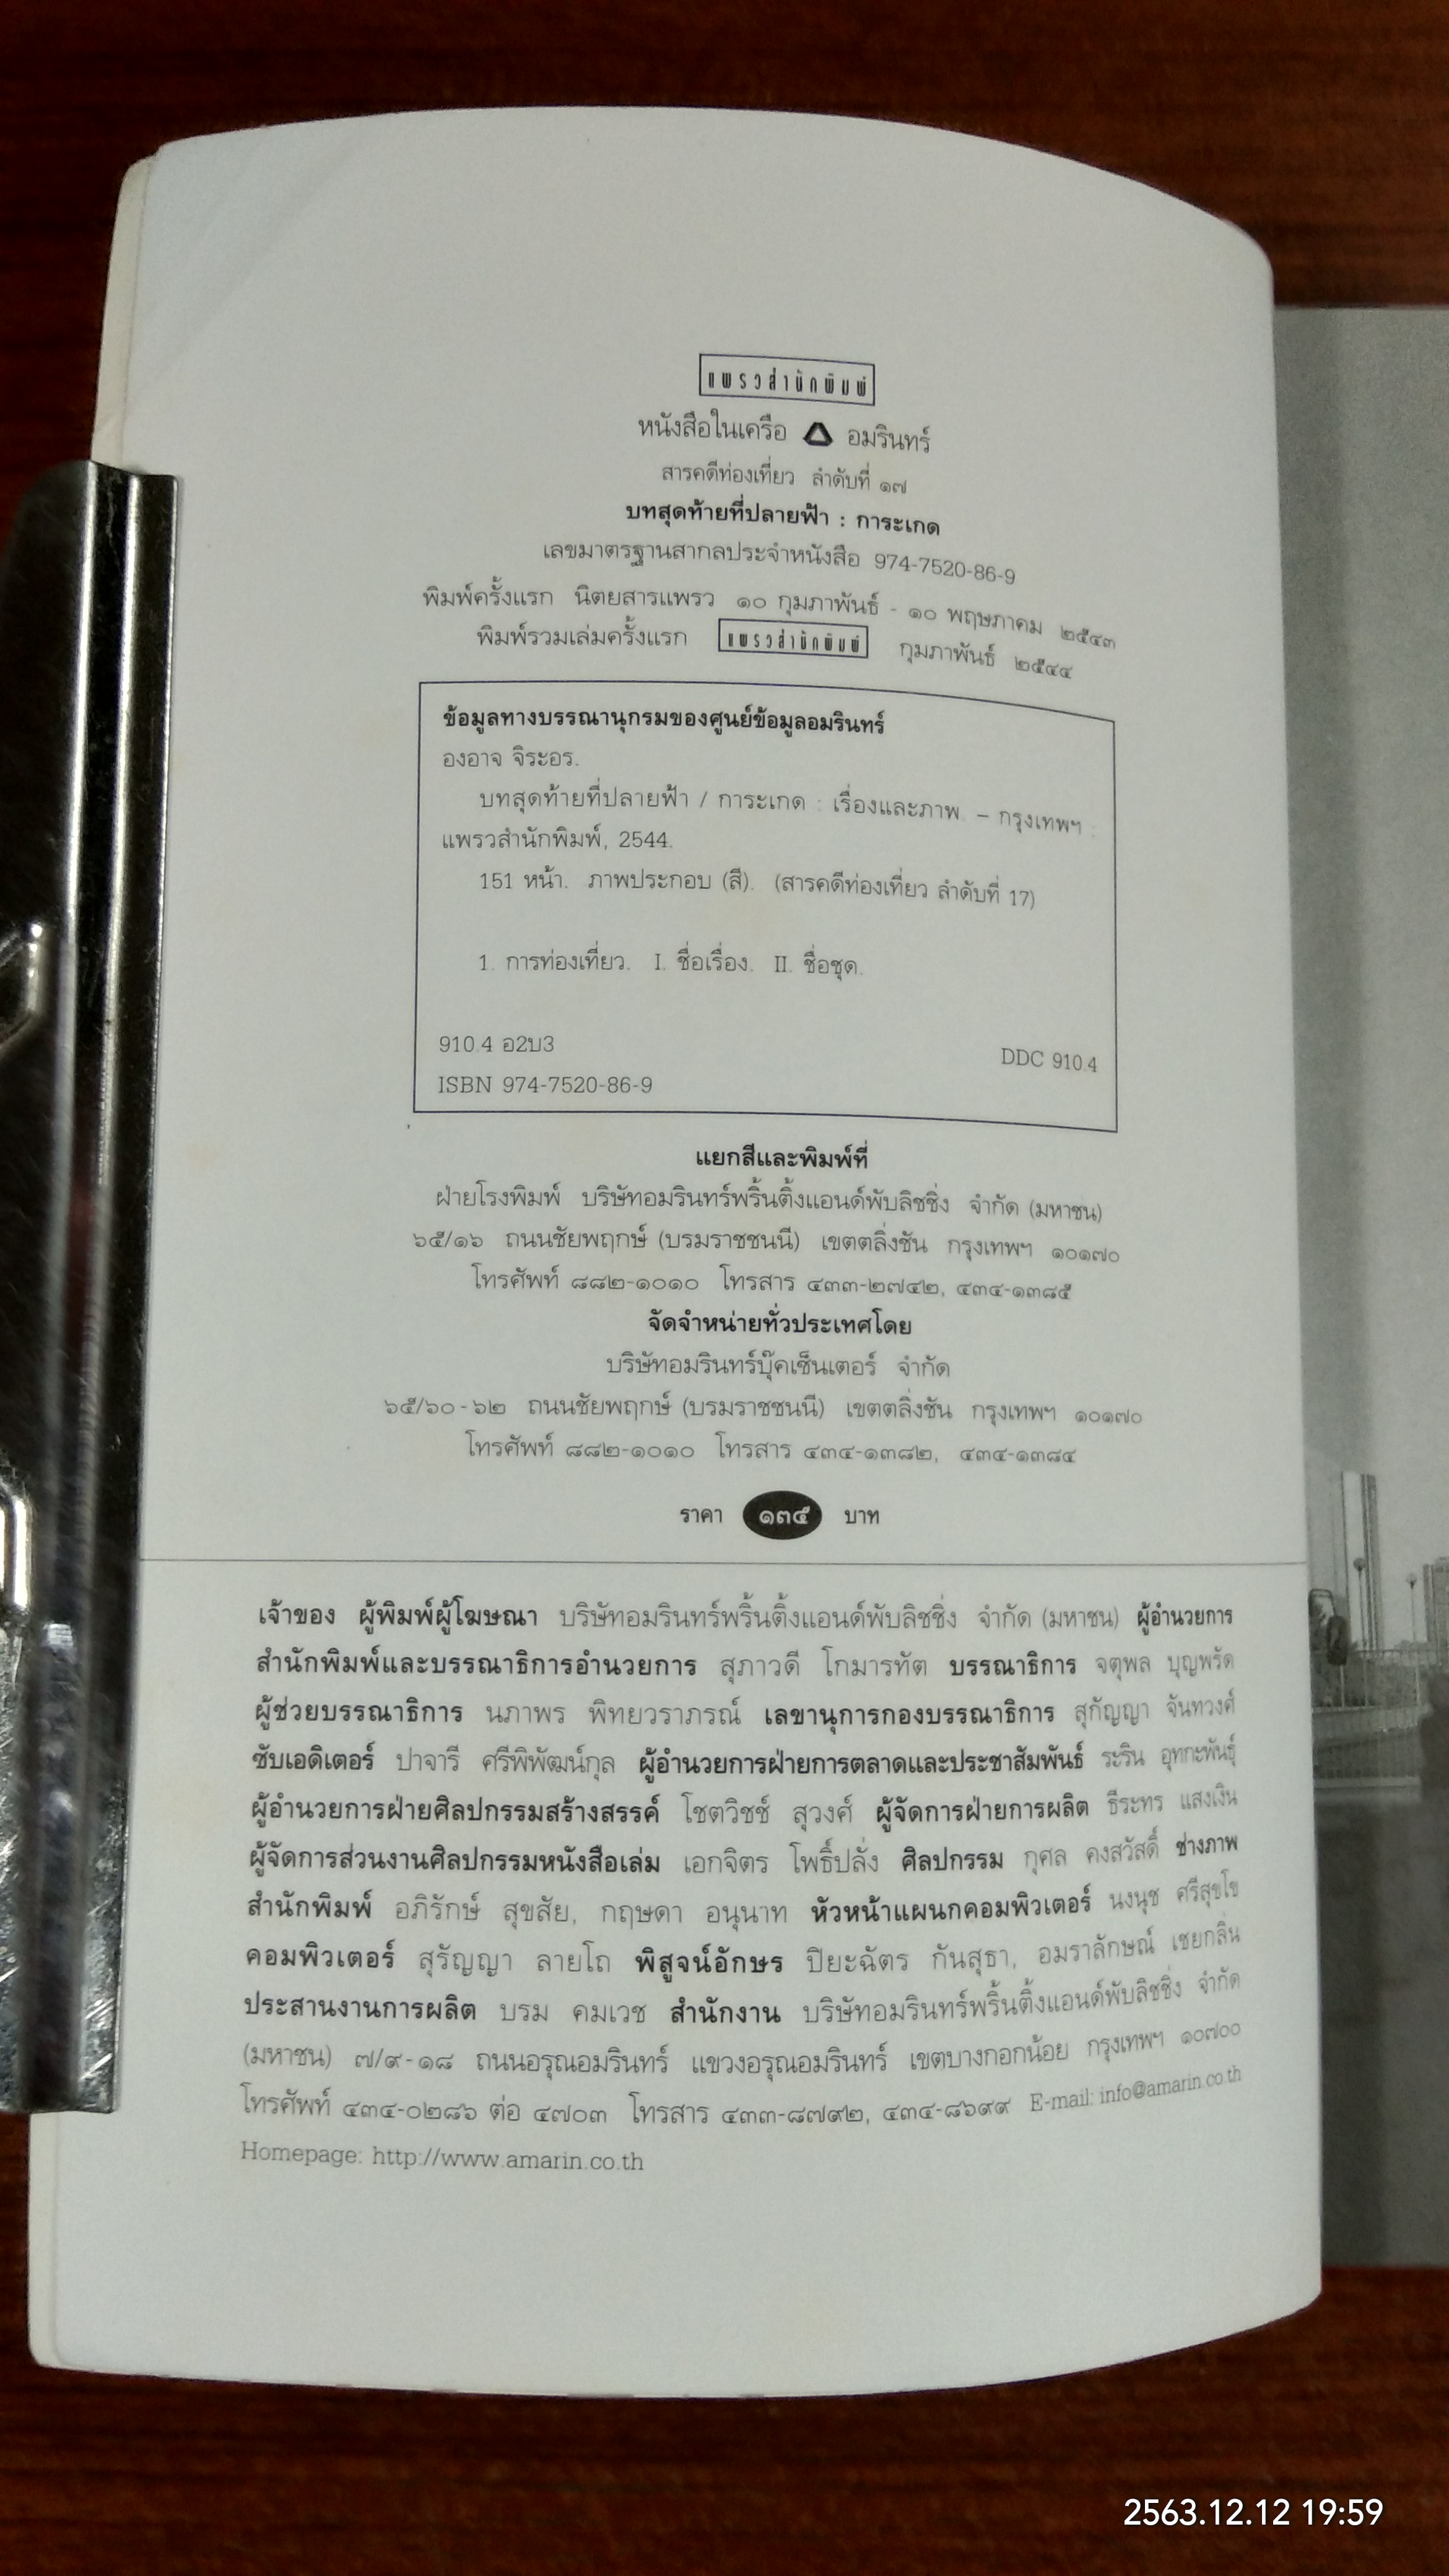 แพรวสำนักพิมพ์
หนังสือในเครือ อมรินทร์
สารคดีท่องเที่ยว ลำดับที่ ๑๗
บทสุดท้ายที่ปลายฟ้า : การะเกด
เลขมาตรฐานสากลประจำหนังสือ 974-7520-86-9
พิมพ์ครั้งแรก นิตยสารแพรว ๑๐ กุมภาพันธ์ - ๑๐ พฤษภาคม ๒๕๔๓
พิมพ์รวมเล่มครั้งแรก แพรวสำนักพิมพ์ กุมภาพันธ์ ๒๕๔๔
ข้อมูลทางบรรณานุกรมของศูนย์ข้อมูลอมรินทร์
องอาจ จิระอร.
บทสุดท้ายที่ปลายฟ้า / การะเกด : เรื่องและภาพ. – กรุงเทพฯ :
แพรวสำนักพิมพ์, 2544.
151 หน้า. ภาพประกอบ (สี). (สารคดีท่องเที่ยว ลำดับที่ 17)
1. การท่องเที่ยว. I. ชื่อเรื่อง. II. ชื่อชุด.
910.4 อ2บ3 DDC 910.4
ISBN 974-7520-86-9
แยกสีและพิมพ์ที่
ฝ่ายโรงพิมพ์ บริษัทอมรินทร์พริ้นติ้งแอนด์พับลิชชิ่ง จำกัด (มหาชน)
๖๕/๑๖ ถนนชัยพฤกษ์ (บรมราชชนนี) เขตตลิ่งชัน กรุงเทพฯ ๑๐๑๗๐
โทรศัพท์ ๘๘๒-๑๐๑๐ โทรสาร ๔๓๓-๒๗๔๒, ๔๓๔-๑๓๘๕
จัดจำหน่ายทั่วประเทศโดย
บริษัทอมรินทร์บุ๊คเซ็นเตอร์ จำกัด
๖๕/๖๐-๖๒ ถนนชัยพฤกษ์ (บรมราชชนนี) เขตตลิ่งชัน กรุงเทพฯ ๑๐๑๗๐
โทรศัพท์ ๘๘๒-๑๐๑๐ โทรสาร ๔๓๔-๑๓๘๒, ๔๓๔-๑๓๘๔
ราคา ๑๓๕ บาท
เจ้าของ ผู้พิมพ์ผู้โฆษณา บริษัทอมรินทร์พริ้นติ้งแอนด์พับลิชชิ่ง จำกัด (มหาชน) ผู้อำนวยการ
สำนักพิมพ์และบรรณาธิการอำนวยการ สุภาวดี โกมารทัต บรรณาธิการ จตุพล บุญพรัด
ผู้ช่วยบรรณาธิการ นภาพร พิทยวราภรณ์ เลขานุการกองบรรณาธิการ สุกัญญา จันทวงศ์
ซับเอดิเตอร์ ปาจารี ศรีพิพัฒน์กุล ผู้อำนวยการฝ่ายการตลาดและประชาสัมพันธ์ ระริน อุทกะพันธุ์
ผู้อำนวยการฝ่ายศิลปกรรมสร้างสรรค์ โชตวิชช์ สุวงศ์ ผู้จัดการฝ่ายการผลิต ธีระทร แสงเงิน
ผู้จัดการส่วนงานศิลปกรรมหนังสือเล่ม เอกจิตร โพธิ์ปลั่ง ศิลปกรรม กุศล คงสวัสดิ์ ช่างภาพ
สำนักพิมพ์ อภิรักษ์ สุขสัย, กฤษดา อนุนาท หัวหน้าแผนกคอมพิวเตอร์ นงนุช ศรีสุขโข
คอมพิวเตอร์ สุรัญญา ลายโถ พิสูจน์อักษร ปิยะฉัตร กันสุธา, อมราลักษณ์ เชยกลิ่น
ประสานงานการผลิต บรม คมเวช สำนักงาน บริษัทอมรินทร์พริ้นติ้งแอนด์พับลิชชิ่ง จำกัด
(มหาชน) ๗/๙-๑๘ ถนนอรุณอมรินทร์ แขวงอรุณอมรินทร์ เขตบางกอกน้อย กรุงเทพฯ ๑๐๗๐๐
โทรศัพท์ ๔๓๔-๐๒๘๖ ต่อ ๔๗๐๓ โทรสาร ๔๓๓-๘๗๙๒, ๔๓๔-๘๖๙๙ E-mail: info@amarin.co.th
Homepage: http://www.amarin.co.th
2563.12.12 19:59